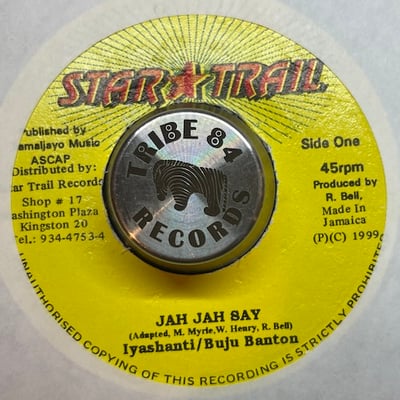 STAR TRAIL
Published by
amaljayo Music
ASCAP
Distributed by:
ar Trail Records
Shop # 17
ashington Plaza
Kingston 20
Tel.: 934-4753-4
TRIBE 84
RECORDS
Side One
45rpm
Produced by
R. Bell,
Made In
Jamaica
(P)(C) 1999
JAH JAH SAY
(Adapted, M. Myrle, W. Henry, R. Bell)
Iyashanti/Buju Banton
UNAUTHORISED COPYING OF THIS RECORDING IS STRICTLY PROHIBITED